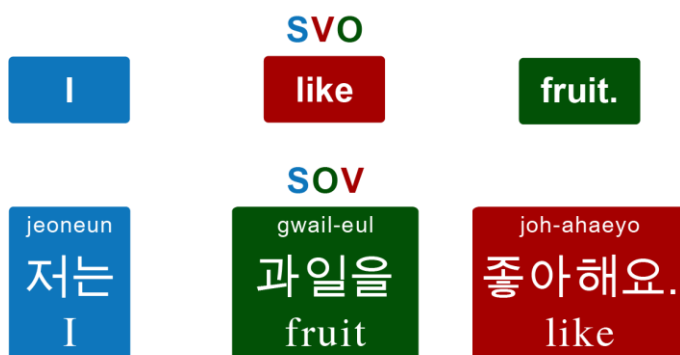 SVO
I like fruit.
SOV
jeoneun gwail-eul joh-ahaeyo
저는 과일을 좋아해요.
I fruit like